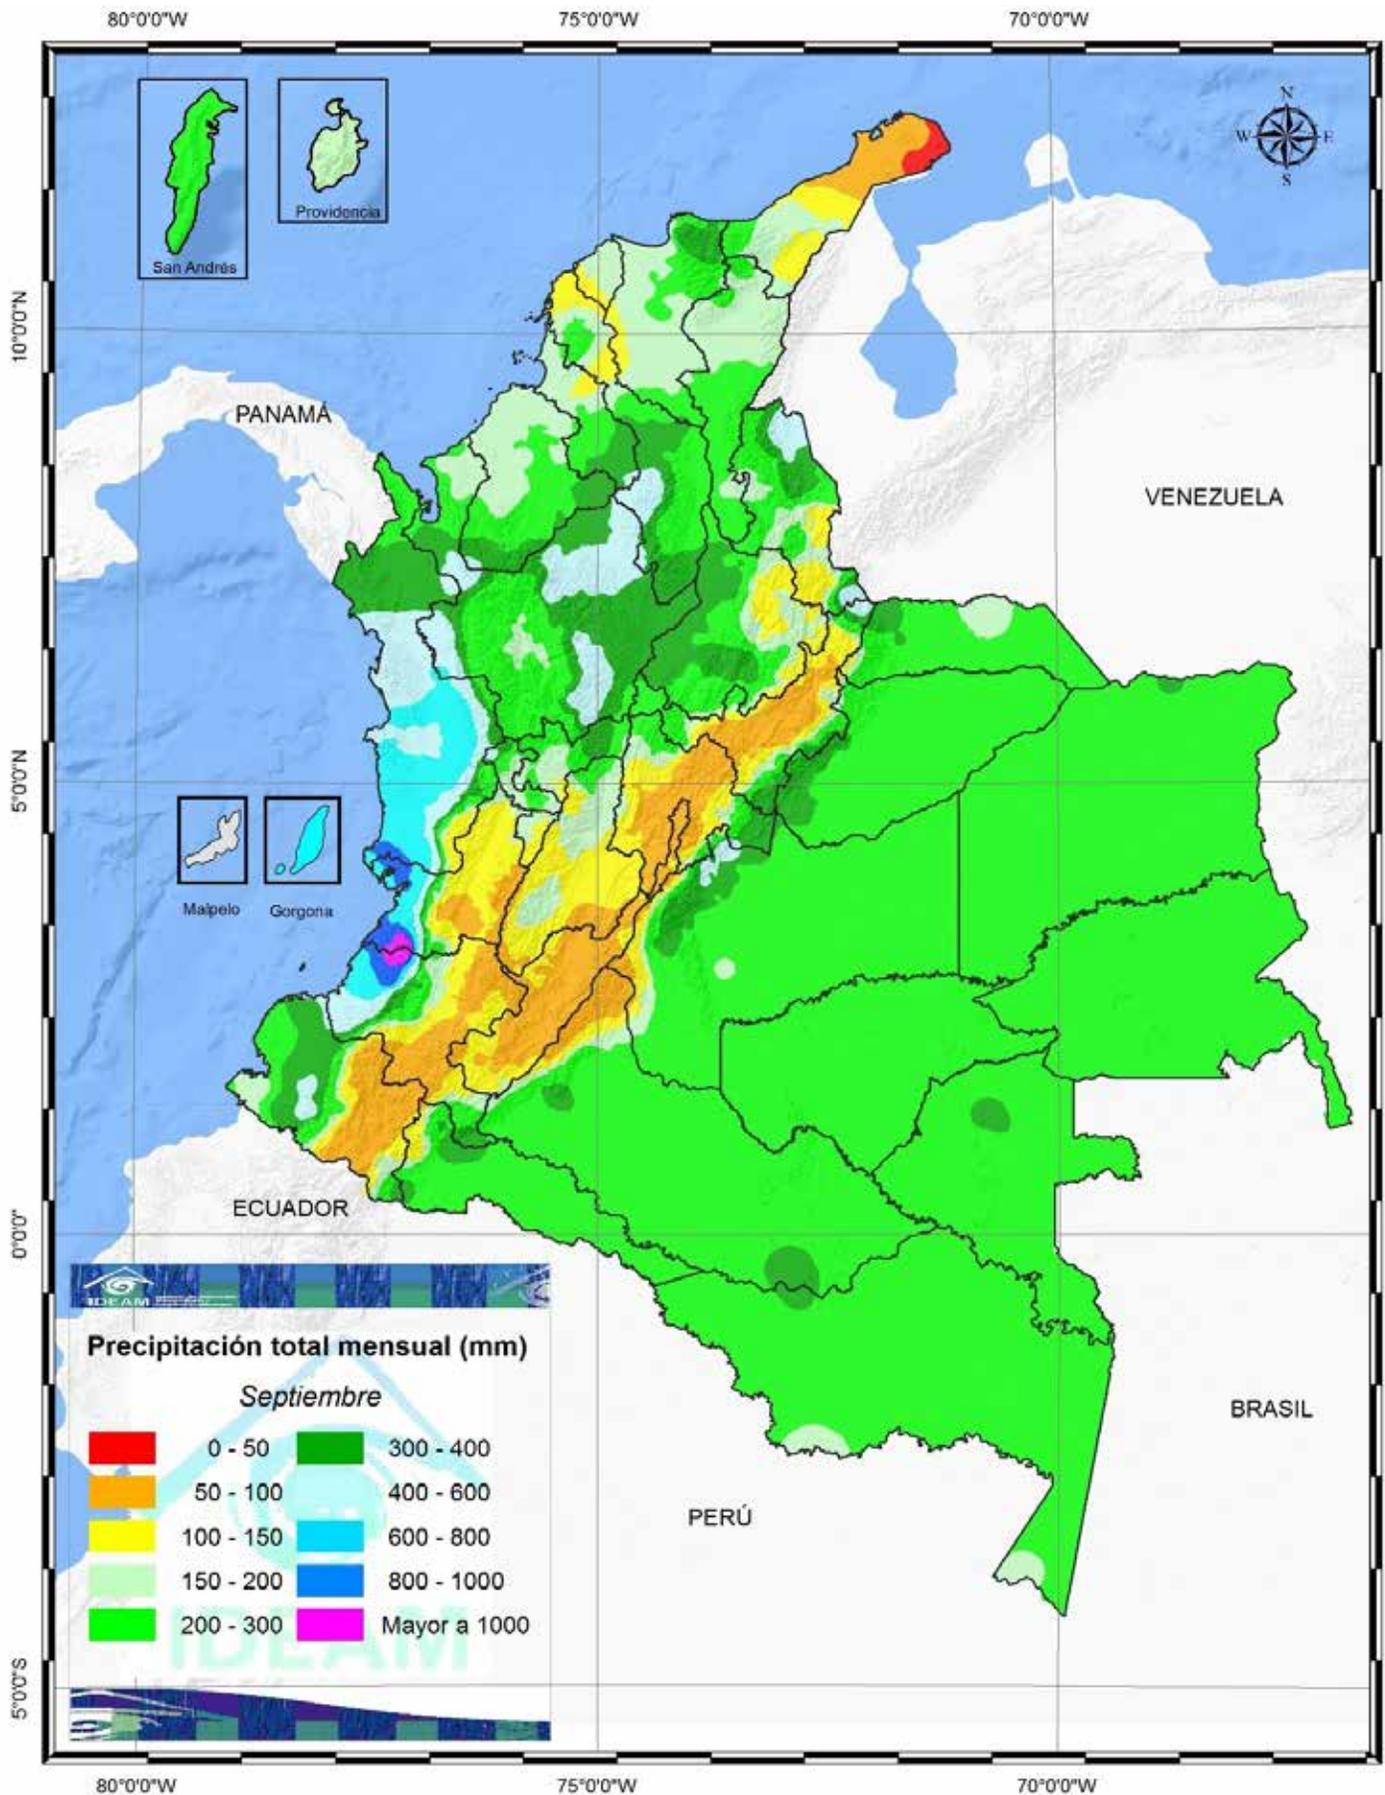 80°0'0"W 75°0'0"W 70°0'0"W
N
W E
S
San Andrés
Providencia
10°0'0"N
PANAMÁ
VENEZUELA
5°0'0"N
Malpelo Gorgona
ECUADOR
0°0'0"
IDEAM
Precipitación total mensual (mm)
Septiembre
0 - 50 300 - 400
50 - 100 400 - 600
100 - 150 600 - 800
150 - 200 800 - 1000
200 - 300 Mayor a 1000
IDEAM
BRASIL
PERÚ
5°0'0"S
80°0'0"W 75°0'0"W 70°0'0"W